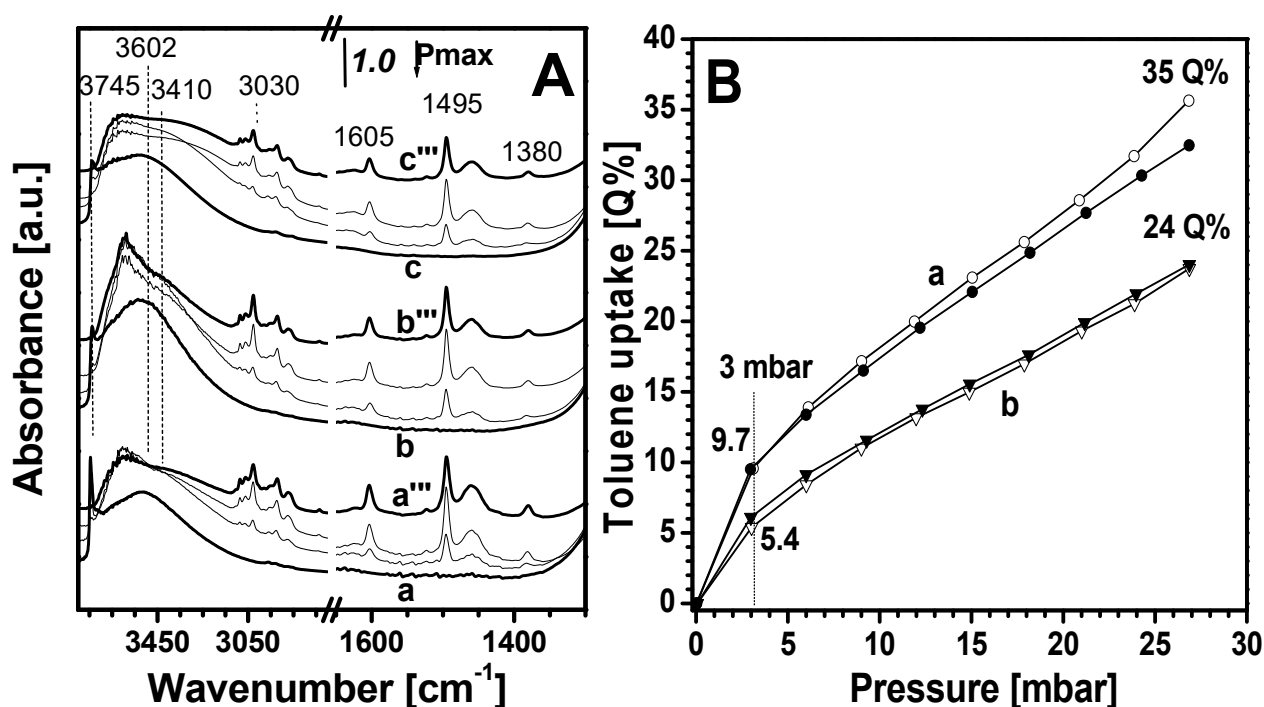 3602
3745
3410
3030
1.0
Pmax
A
1495
1605
1380
c'''
c
b'''
b
a'''
a
Absorbance [a.u.]
3450
3050
1600
1400
Wavenumber [cm-1]
B
35 Q%
24 Q%
a
3 mbar
9.7
b
5.4
Toluene uptake [Q%]
40
35
30
25
20
15
10
5
0
0
5
10
15
20
25
30
Pressure [mbar]